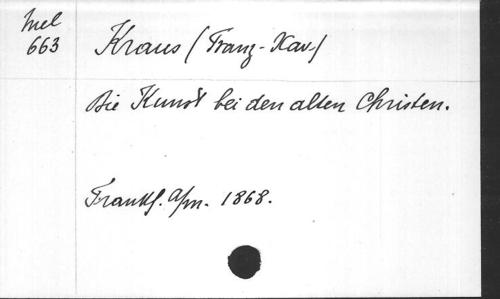 Mel
663
Kraus (Franz-Xav.)
Die Kunst bei den alten Christen.
Frankf. a/m. 1868.